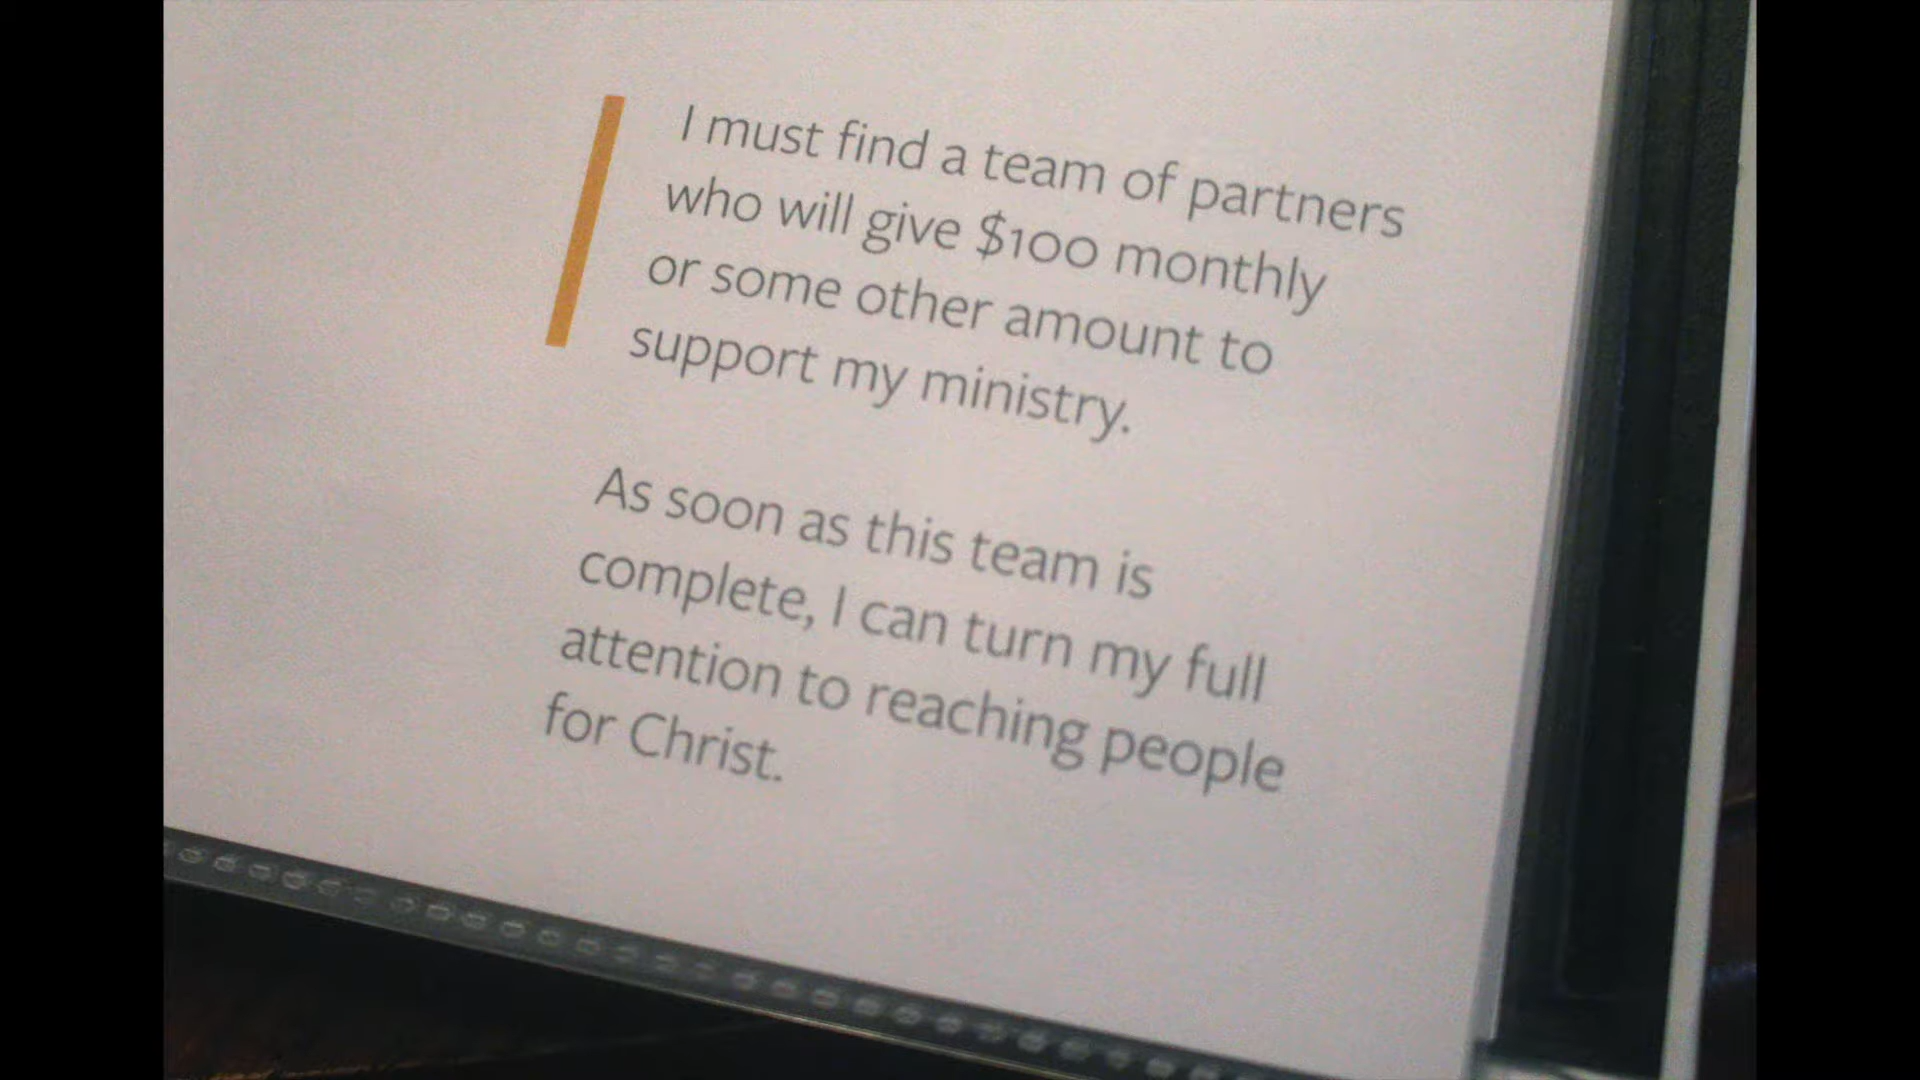 I must find a team of partners
who will give $100 monthly
or some other amount to
support my ministry.
As soon as this team is
complete, I can turn my full
attention to reaching people
for Christ.